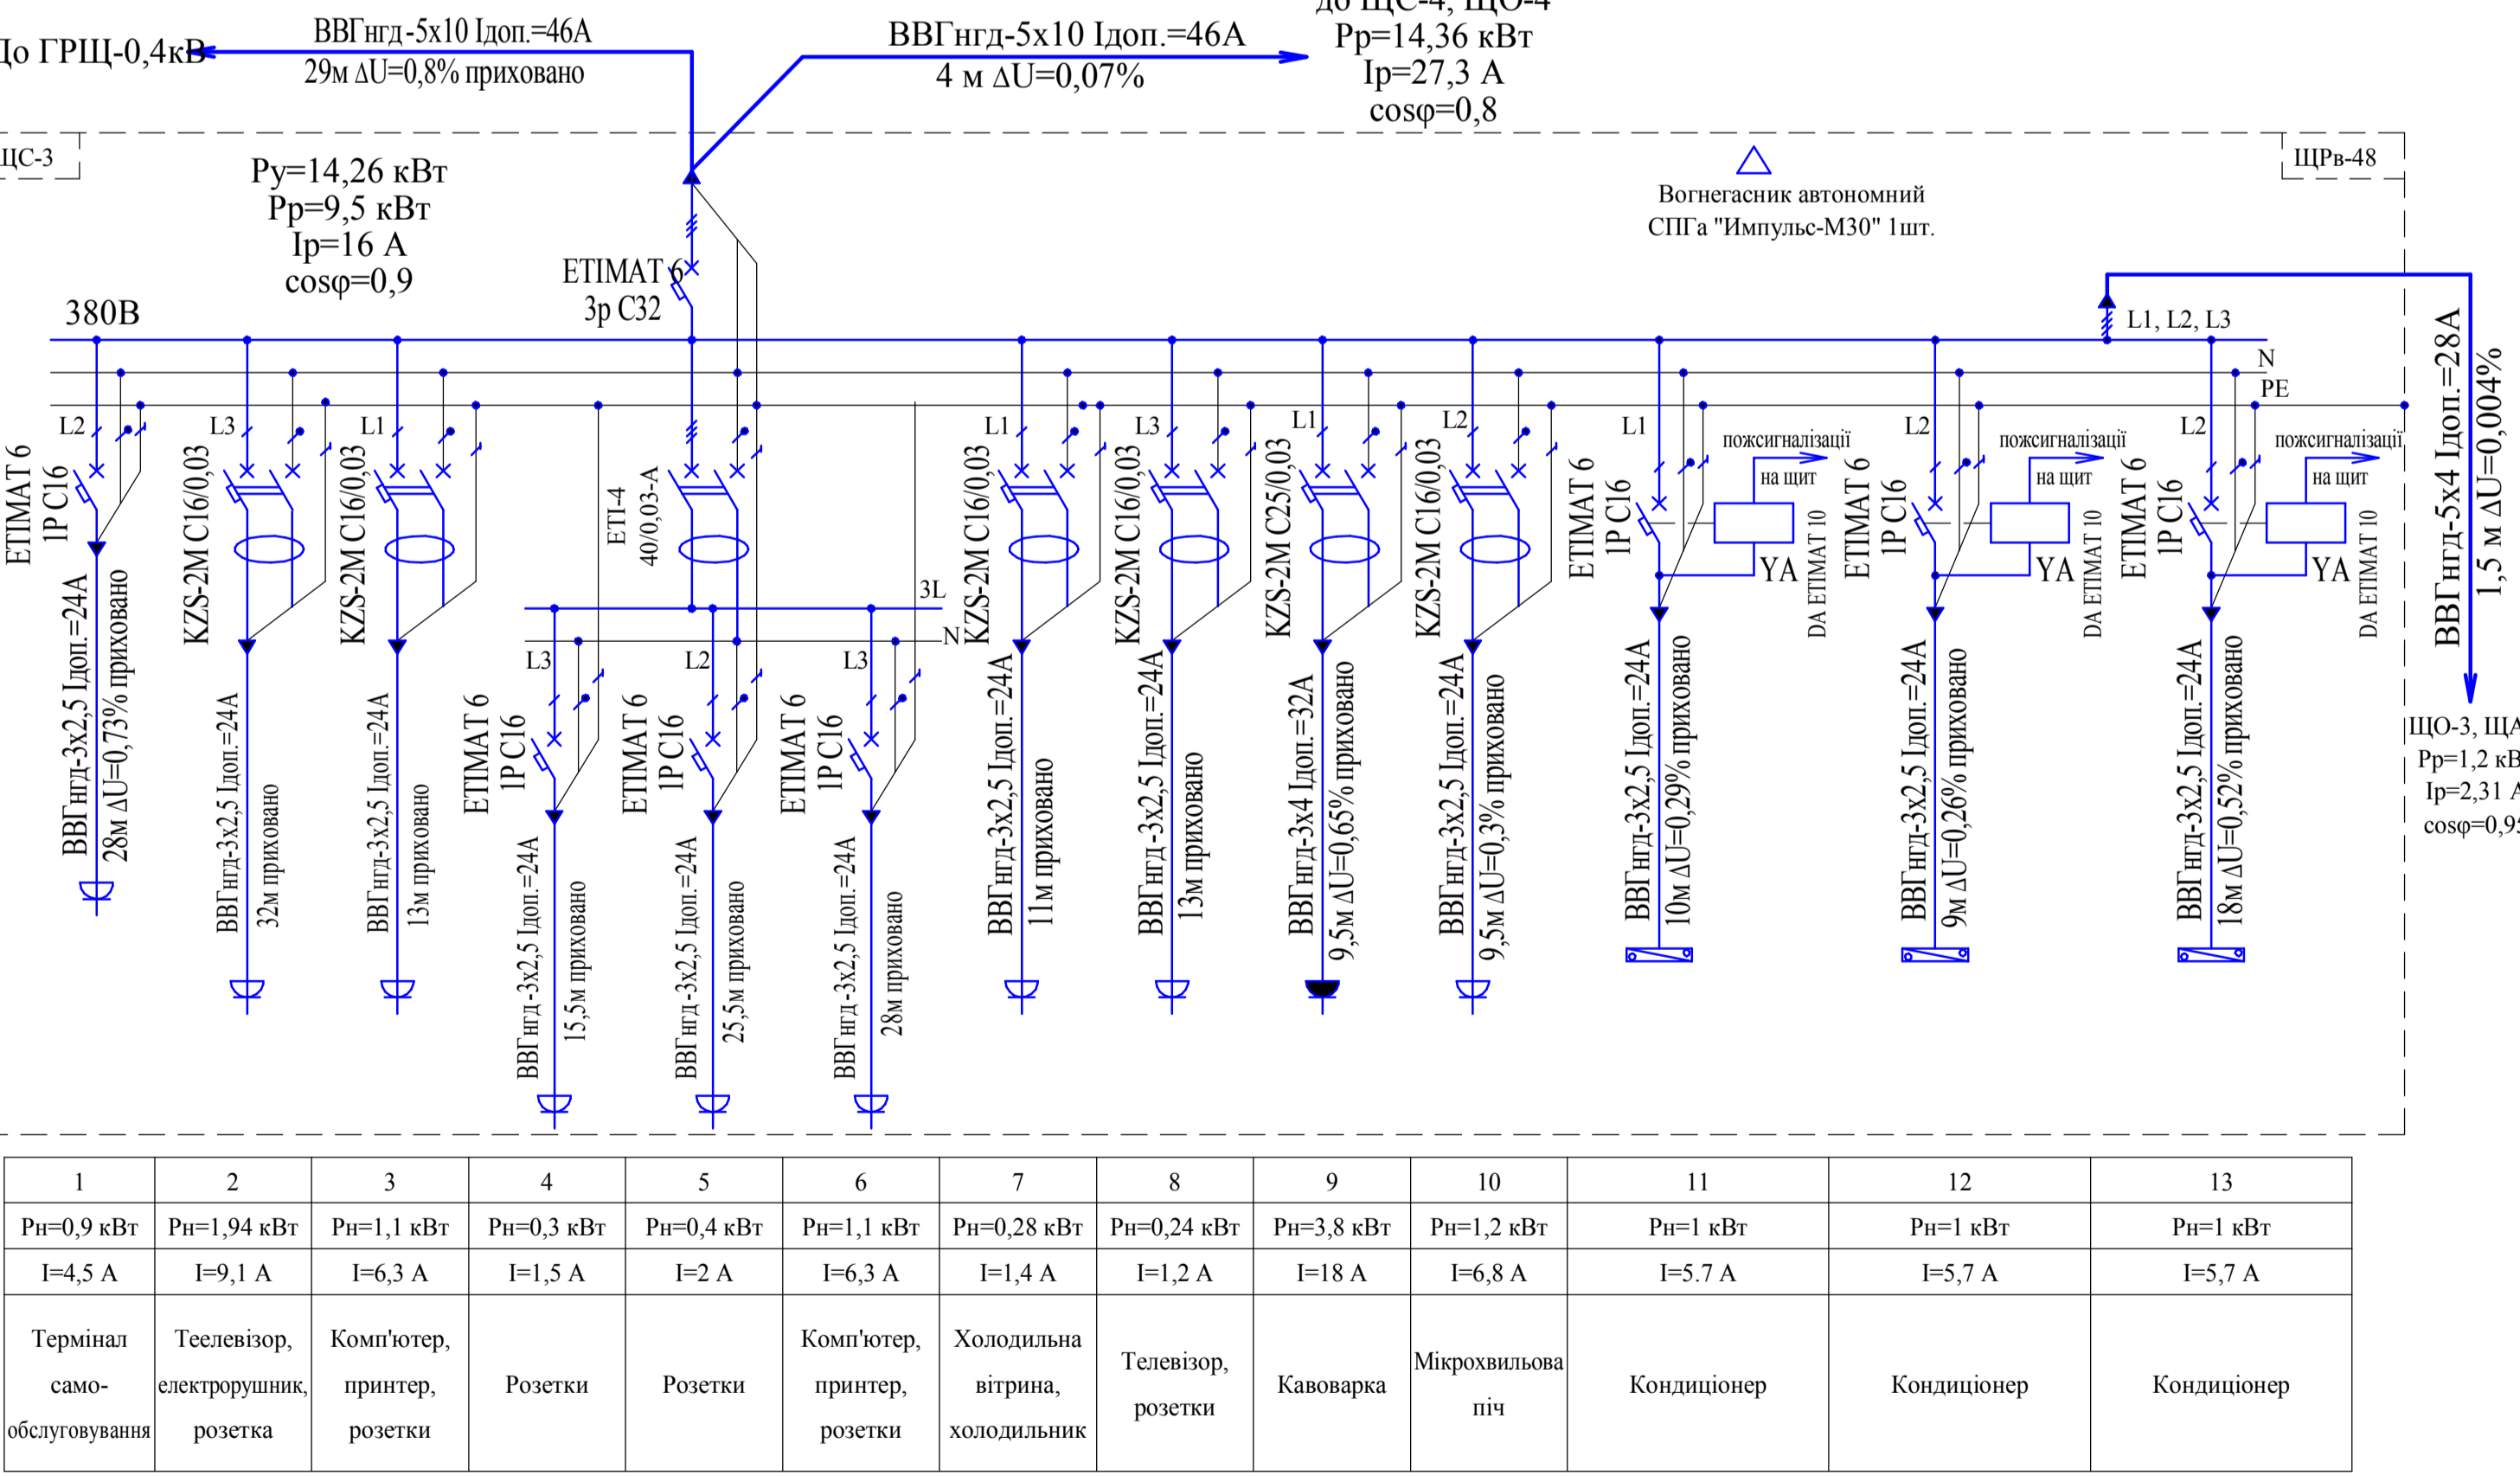 до ЩС-4, ЩО-4
До ГРЩ-0,4кВ
ВВГнгд-5х10 Ідоп.=46А
29м ΔU=0,8% приховано
ВВГнгд-5х10 Ідоп.=46А
4 м ΔU=0,07%
Рр=14,36 кВт
Ір=27,3 А
cosφ=0,8
ЩС-3
ЩРв-48
Ру=14,26 кВт
Рр=9,5 кВт
Ір=16 А
cosφ=0,9
Вогнегасник автономний
СПГа "Импульс-М30" 1шт.
ETIMAT 6
3р С32
380В
L1, L2, L3
N
PE
L2
ETIMAT 6
1Р С16
ВВГнгд-3х2,5 Ідоп.=24А
28м ΔU=0,73% приховано
L3
KZS-2M C16/0,03
ВВГнгд-3х2,5 Ідоп.=24А
32м приховано
L1
KZS-2M C16/0,03
ВВГнгд-3х2,5 Ідоп.=24А
13м приховано
ETI-4
40/0,03-А
3L
N
L3
ETIMAT 6
1Р С16
ВВГнгд-3х2,5 Ідоп.=24А
15,5м приховано
L2
ETIMAT 6
1Р С16
ВВГнгд-3х2,5 Ідоп.=24А
25,5м приховано
L3
ETIMAT 6
1Р С16
ВВГнгд-3х2,5 Ідоп.=24А
28м приховано
L1
KZS-2M C16/0,03
ВВГнгд-3х2,5 Ідоп.=24А
11м приховано
L3
KZS-2M C16/0,03
ВВГнгд-3х2,5 Ідоп.=24А
13м приховано
L1
KZS-2M C25/0,03
ВВГнгд-3х4 Ідоп.=32А
9,5м ΔU=0,65% приховано
L2
KZS-2M C16/0,03
ВВГнгд-3х2,5 Ідоп.=24А
9,5м ΔU=0,3% приховано
L1
ETIMAT 6
1Р С16
пожсигналізації
на щит
YA
DA ETIMAT 10
ВВГнгд-3х2,5 Ідоп.=24А
10м ΔU=0,29% приховано
L2
ETIMAT 6
1Р С16
пожсигналізації
на щит
YA
DA ETIMAT 10
ВВГнгд-3х2,5 Ідоп.=24А
9м ΔU=0,26% приховано
L2
ETIMAT 6
1Р С16
пожсигналізації
на щит
YA
DA ETIMAT 10
ВВГнгд-3х2,5 Ідоп.=24А
18м ΔU=0,52% приховано
ВВГнгд-5х4 Ідоп.=28А
1,5 м ΔU=0,004%
ЩО-3, ЩА
Рр=1,2 кВ
Ір=2,31 А
cosφ=0,95
1 2 3 4 5 6 7 8 9 10 11 12 13
Рн=0,9 кВт Рн=1,94 кВт Рн=1,1 кВт Рн=0,3 кВт Рн=0,4 кВт Рн=1,1 кВт Рн=0,28 кВт Рн=0,24 кВт Рн=3,8 кВт Рн=1,2 кВт Рн=1 кВт Рн=1 кВт Рн=1 кВт
І=4,5 А І=9,1 А І=6,3 А І=1,5 А І=2 А І=6,3 А І=1,4 А І=1,2 А І=18 А І=6,8 А І=5.7 А І=5,7 А І=5,7 А
Термінал
само-
обслуговування
Теелевізор,
електрорушник,
розетка
Комп'ютер,
принтер,
розетки
Розетки
Розетки
Комп'ютер,
принтер,
розетки
Холодильна
вітрина,
холодильник
Телевізор,
розетки
Кавоварка
Мікрохвильова
піч
Кондиціонер
Кондиціонер
Кондиціонер